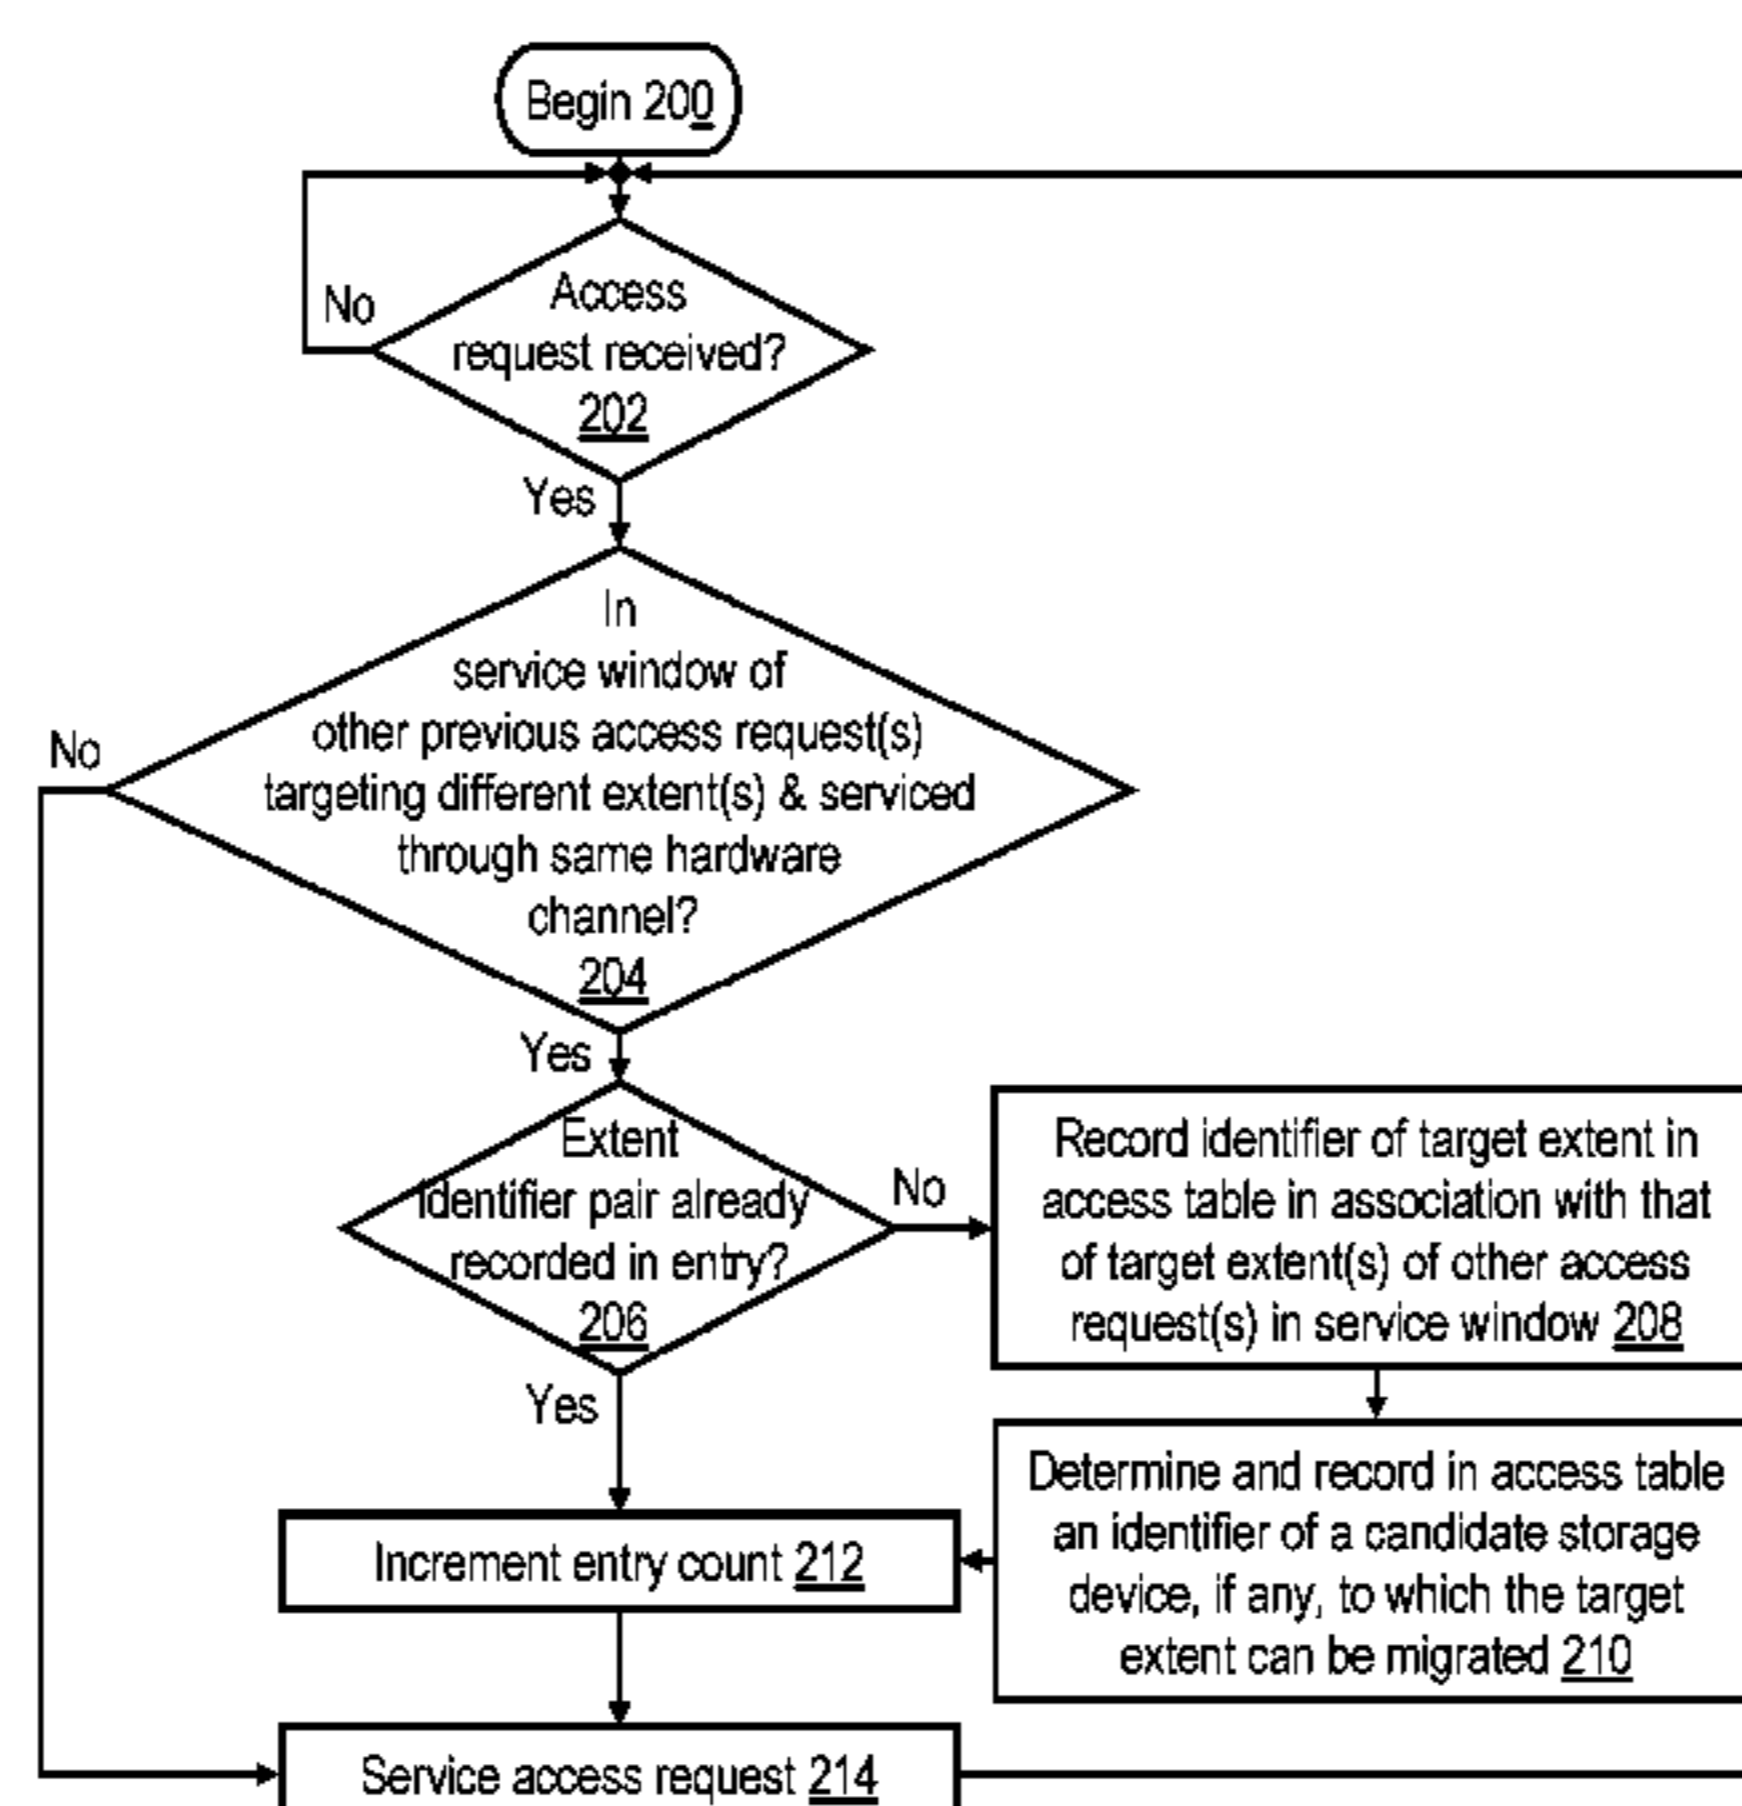 Begin 200
No
Access
request received?
202
Yes
In
service window of
other previous access request(s)
targeting different extent(s) & serviced
through same hardware
channel?
204
No
Yes
Extent
identifier pair already
recorded in entry?
206
No
Record identifier of target extent in
access table in association with that
of target extent(s) of other access
request(s) in service window 208
Yes
Determine and record in access table
an identifier of a candidate storage
device, if any, to which the target
extent can be migrated 210
Increment entry count 212
Service access request 214